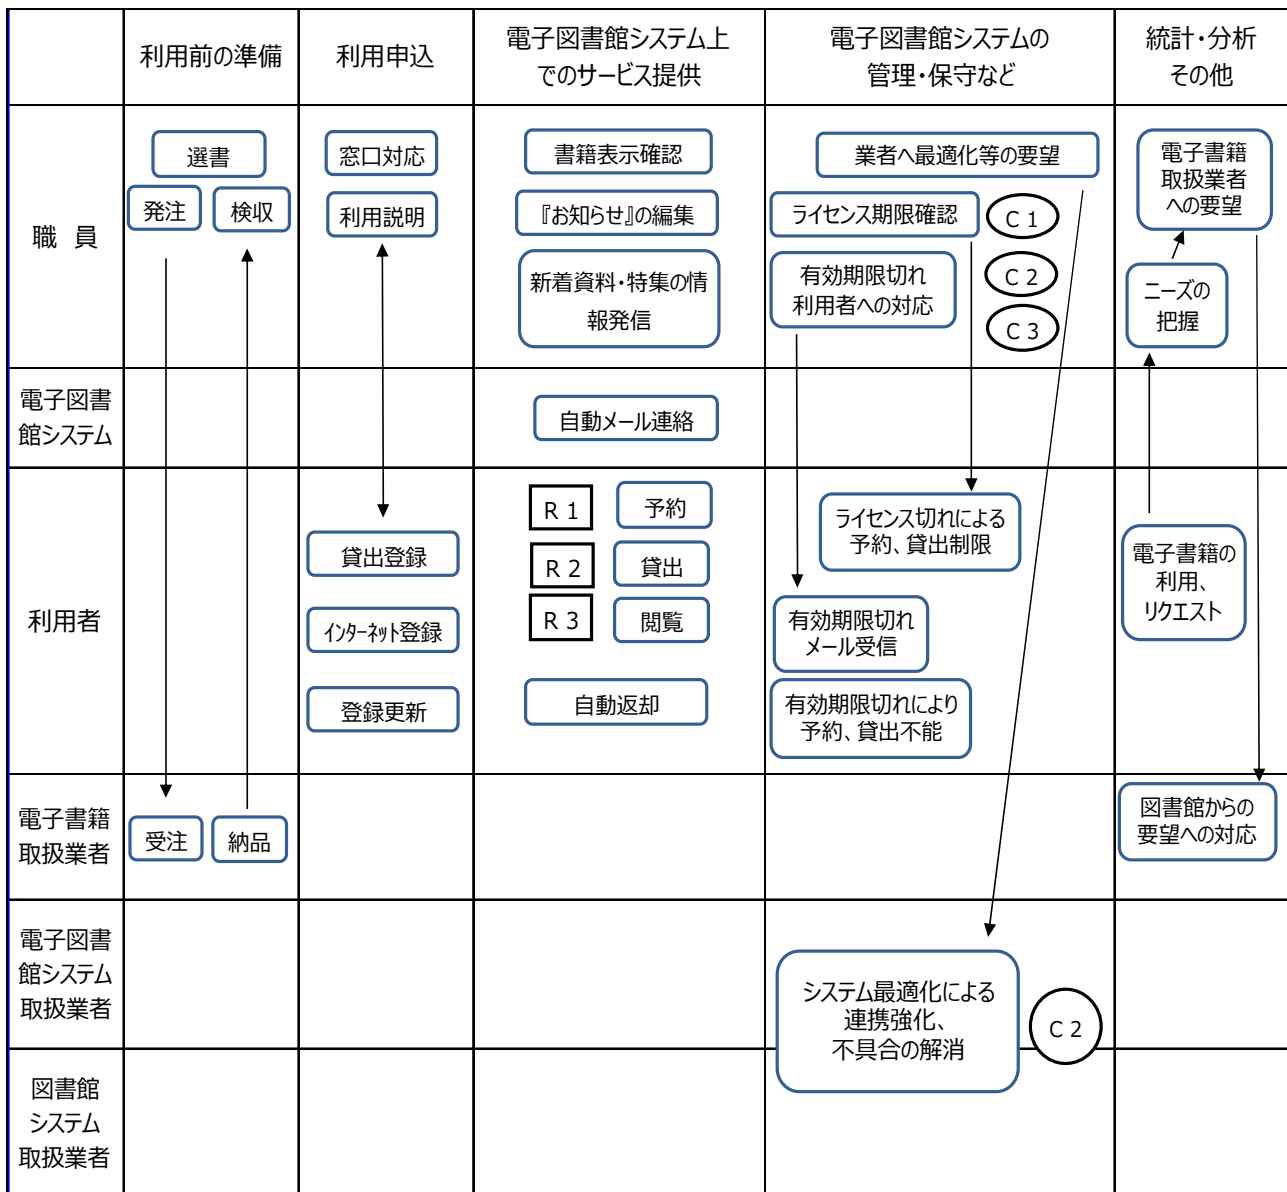 利用前の準備
利用申込
電子図書館システム上
でのサービス提供
電子図書館システムの
管理・保守など
統計・分析
その他
職 員
選書
発注
検収
窓口対応
利用説明
書籍表示確認
『お知らせ』の編集
新着資料・特集の情
報発信
業者へ最適化等の要望
ライセンス期限確認
C 1
有効期限切れ
利用者への対応
C 2
C 3
電子書籍
取扱業者
への要望
ニーズの
把握
電子図書
館システム
自動メール連絡
利用者
貸出登録
インターネット登録
登録更新
R 1
予約
R 2
貸出
R 3
閲覧
自動返却
ライセンス切れによる
予約、貸出制限
有効期限切れ
メール受信
有効期限切れにより
予約、貸出不能
電子書籍の
利用、
リクエスト
電子書籍
取扱業者
受注
納品
図書館からの
要望への対応
電子図書
館システム
取扱業者
システム最適化による
連携強化、
不具合の解消
C 2
図書館
システム
取扱業者